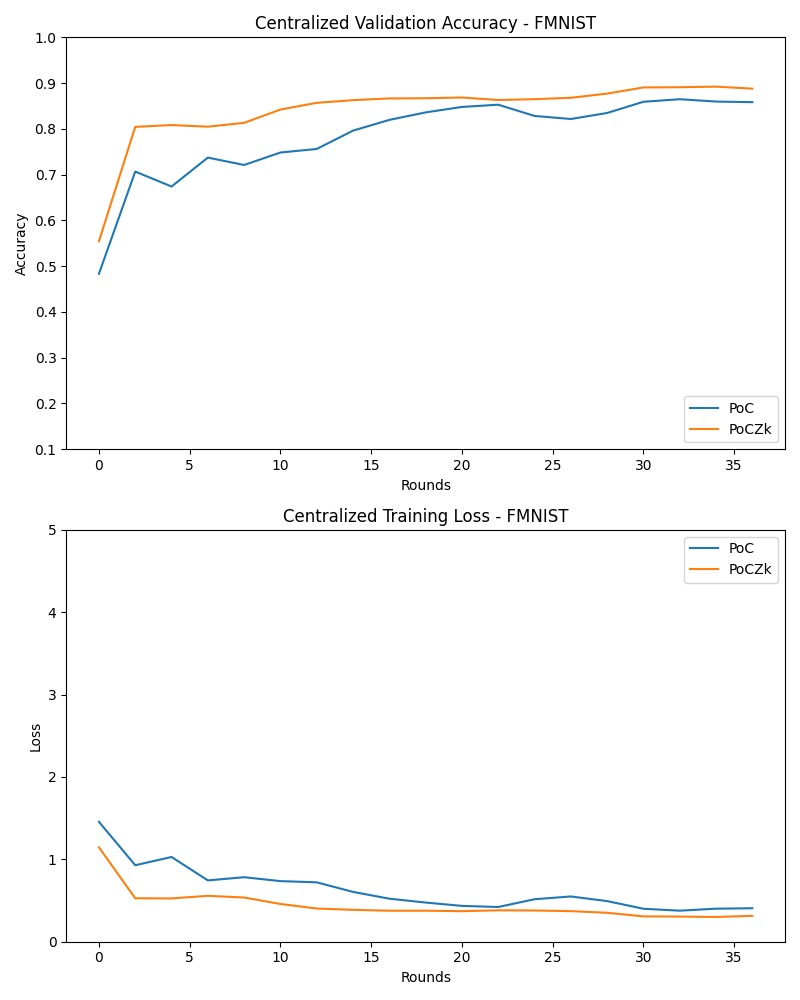 Centralized Validation Accuracy - FMNIST
1.0
0.9
0.8
0.7
0.6
0.5
0.4
0.3
0.2
0.1
Accuracy
PoC
PoCZk
0 5 10 15 20 25 30 35
Rounds
Centralized Training Loss - FMNIST
5
4
3
2
1
0
Loss
PoC
PoCZk
0 5 10 15 20 25 30 35
Rounds